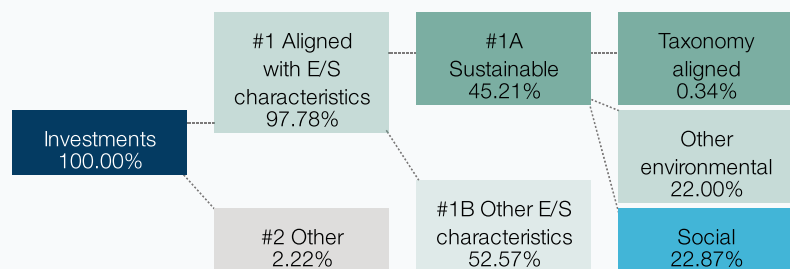 Investments
100.00%
#1 Aligned
with E/S
characteristics
97.78%
#2 Other
2.22%
#1A
Sustainable
45.21%
#1B Other E/S
characteristics
52.57%
Taxonomy
aligned
0.34%
Other
environmental
22.00%
Social
22.87%